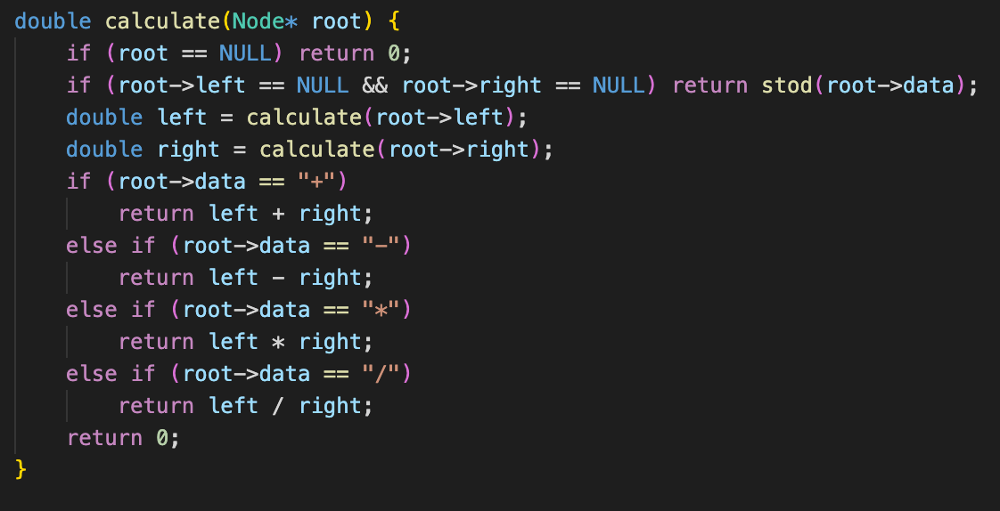 double calculate(Node* root) {
    if (root == NULL) return 0;
    if (root->left == NULL && root->right == NULL) return stod(root->data);
    double left = calculate(root->left);
    double right = calculate(root->right);
    if (root->data == "+")
        return left + right;
    else if (root->data == "-")
        return left - right;
    else if (root->data == "*")
        return left * right;
    else if (root->data == "/")
        return left / right;
    return 0;
}